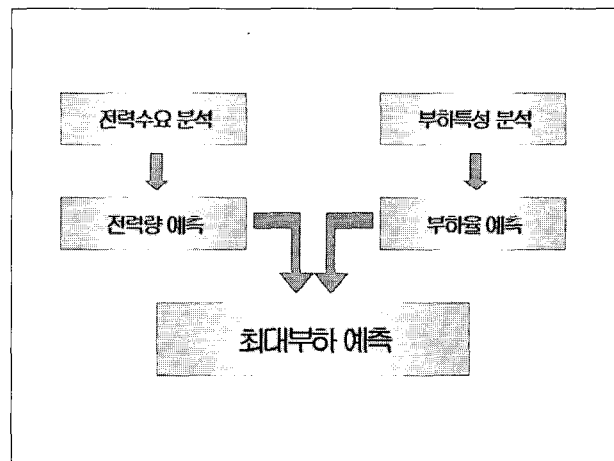 전력수요 분석
부하특성 분석
전력량 예측
부하율 예측
최대부하 예측